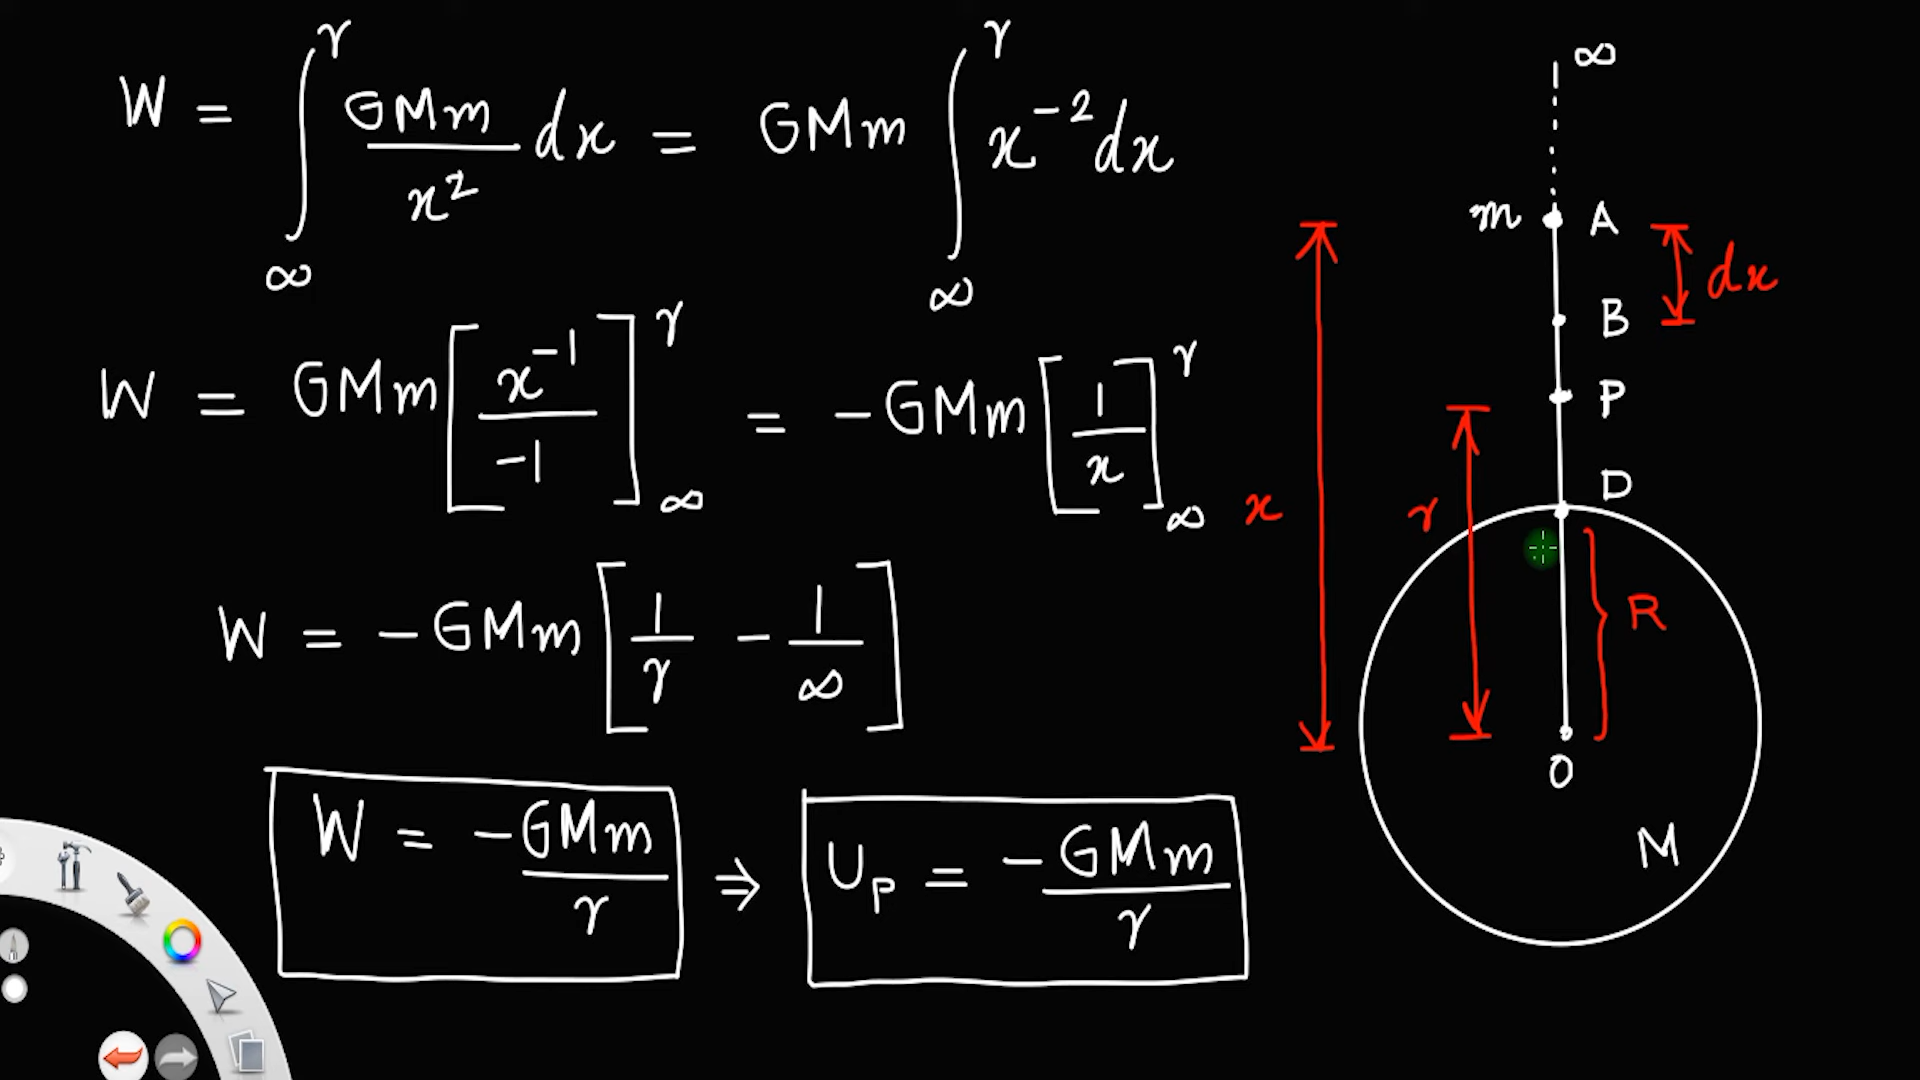 W = ∫_∞^r GMm/x² dx = GMm ∫_∞^r x⁻² dx
W = GMm [x⁻¹/-1]_∞^r = -GMm [1/x]_∞^r
W = -GMm [1/r - 1/∞]
W = -GMm/r ⇒ U_P = -GMm/r
∞
m A
dx
B
P
D
x
r
R
O
M